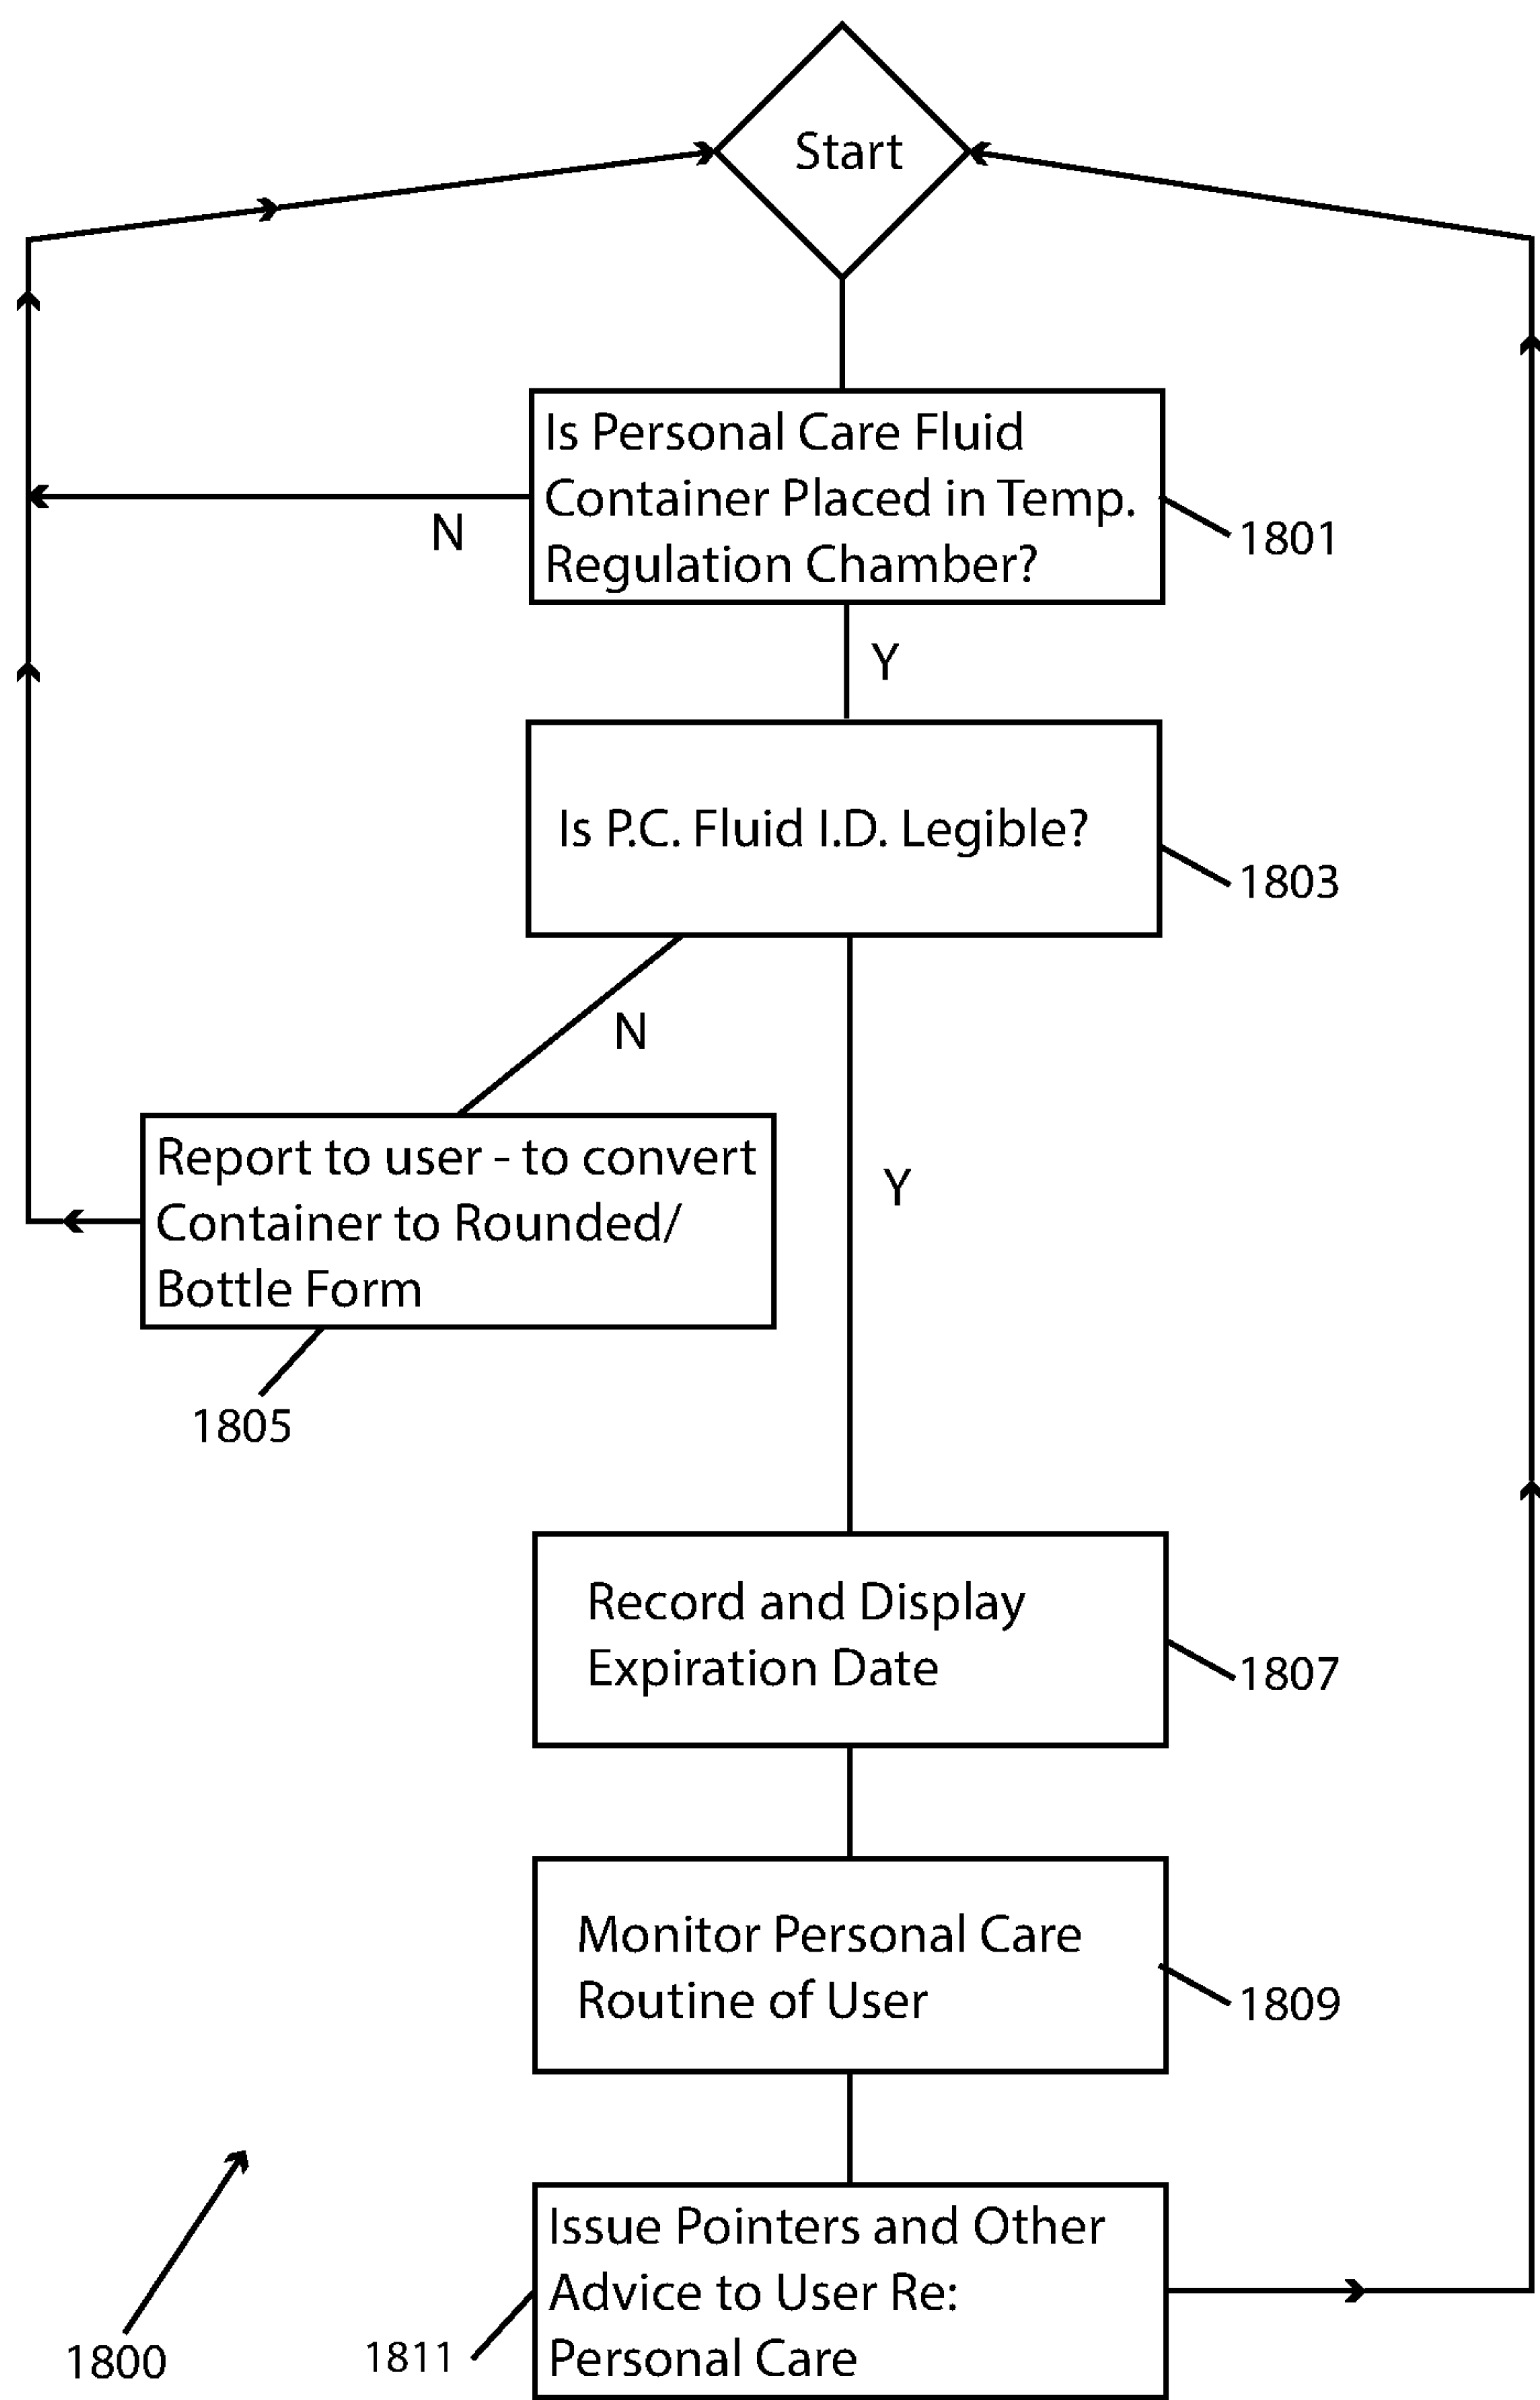 Start
Is Personal Care Fluid
Container Placed in Temp.
Regulation Chamber?
1801
N
Y
Is P.C. Fluid I.D. Legible?
1803
N
Report to user - to convert
Container to Rounded/
Bottle Form
Y
1805
Record and Display
Expiration Date
1807
Monitor Personal Care
Routine of User
1809
Issue Pointers and Other
Advice to User Re:
Personal Care
1811
1800